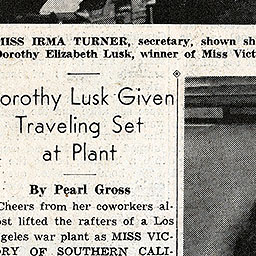 MISS IRMA TURNER, secretary, shown sh
Dorothy Elizabeth Lusk, winner of Miss Vict
orothy Lusk Given
Traveling Set
at Plant
By Pearl Gross
Cheers from her coworkers al-
ost lifted the rafters of a Los
geles war plant as MISS VIC-
RY OF SOUTHERN CALI-